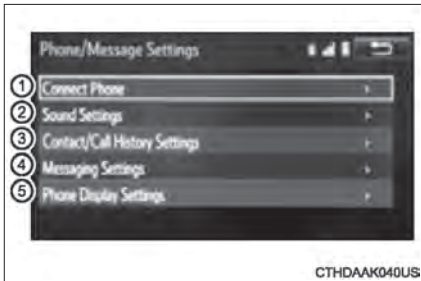 Phone/Message Settings
① Connect Phone
② Sound Settings
③ Contact/Call History Settings
④ Messaging Settings
⑤ Phone Display Settings
CTHDAAK040US